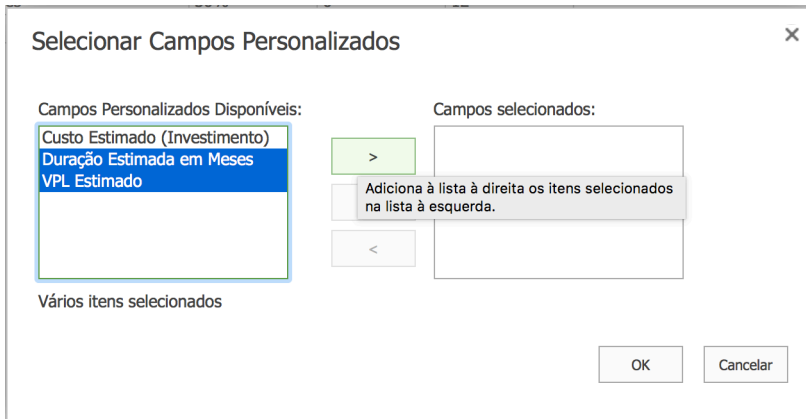 Selecionar Campos Personalizados
×
Campos Personalizados Disponíveis:
Campos selecionados:
Custo Estimado (Investimento)
Duração Estimada em Meses
VPL Estimado
>
Adiciona à lista à direita os itens selecionados
na lista à esquerda.
<
Vários itens selecionados
OK
Cancelar